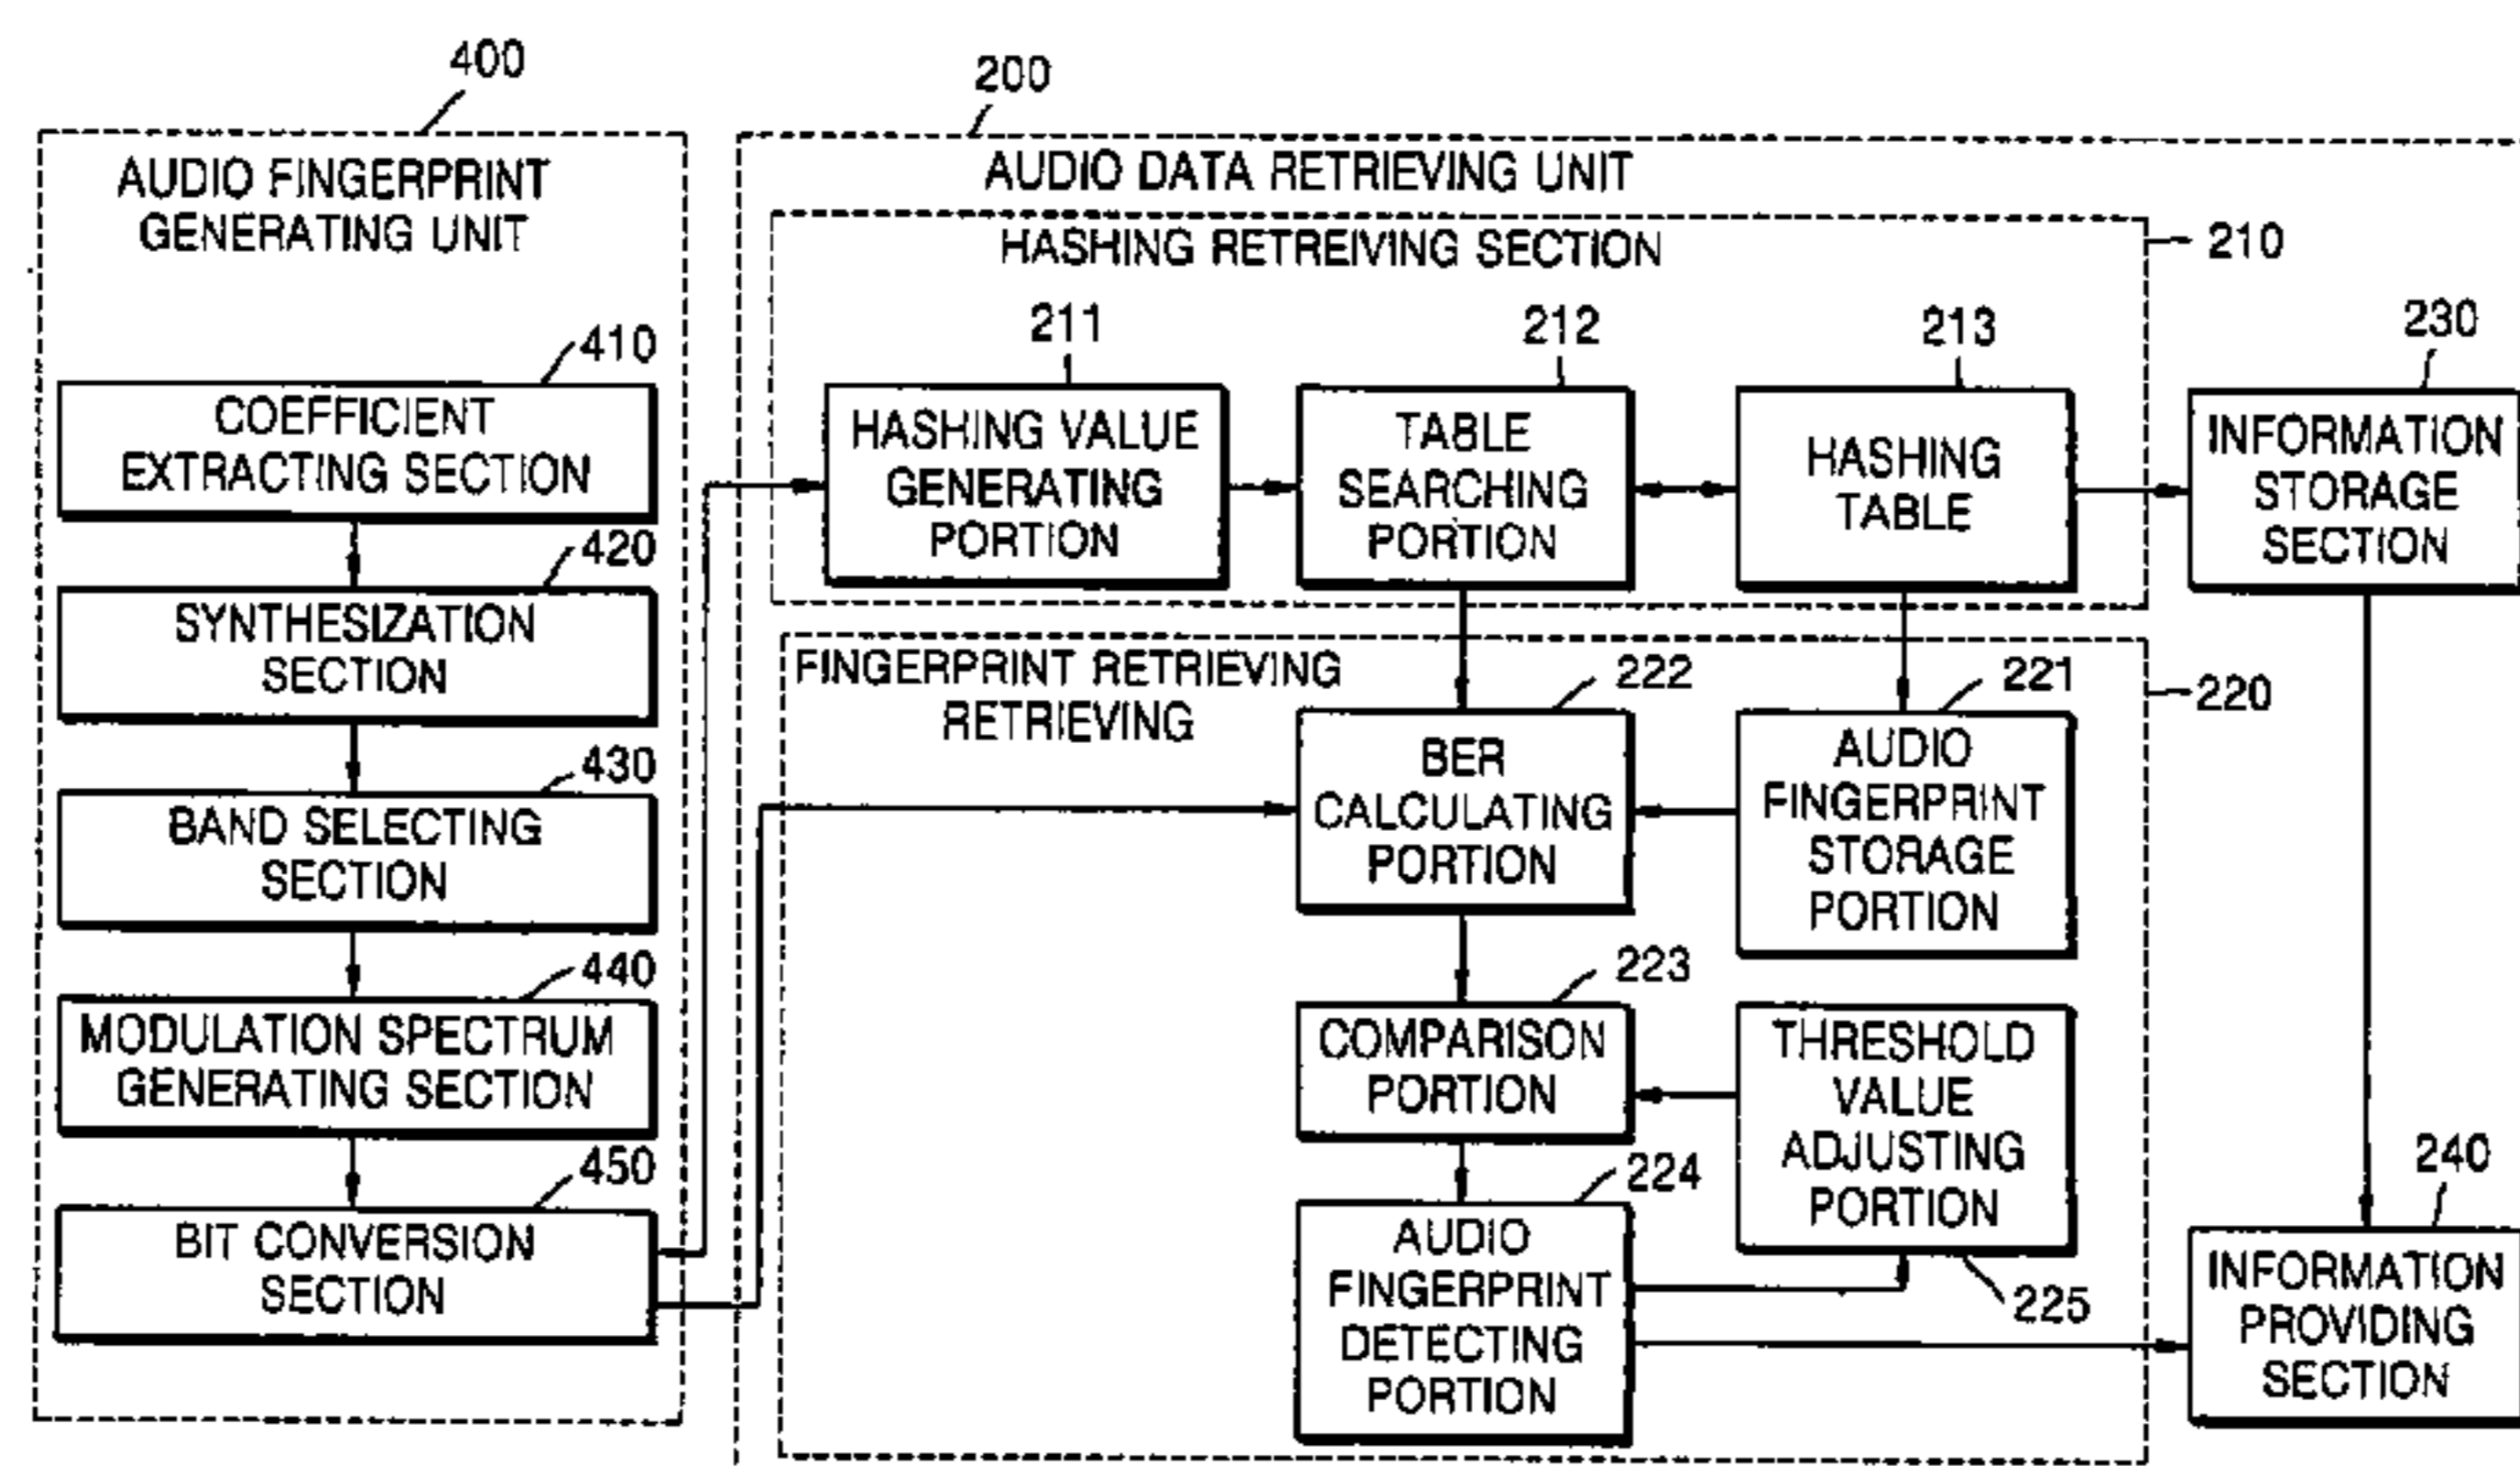 400
AUDIO FINGERPRINT
GENERATING UNIT
410
COEFFICIENT
EXTRACTING SECTION
420
SYNTHESIZATION
SECTION
430
BAND SELECTING
SECTION
440
MODULATION SPECTRUM
GENERATING SECTION
450
BIT CONVERSION
SECTION
200
AUDIO DATA RETRIEVING UNIT
HASHING RETREIVING SECTION
210
211
HASHING VALUE
GENERATING
PORTION
212
TABLE
SEARCHING
PORTION
213
HASHING
TABLE
230
INFORMATION
STORAGE
SECTION
FINGERPRINT RETRIEVING
RETRIEVING
220
222
BER
CALCULATING
PORTION
221
AUDIO
FINGERPRINT
STORAGE
PORTION
223
COMPARISON
PORTION
THRESHOLD
VALUE
ADJUSTING
PORTION
225
224
AUDIO
FINGERPRINT
DETECTING
PORTION
240
INFORMATION
PROVIDING
SECTION